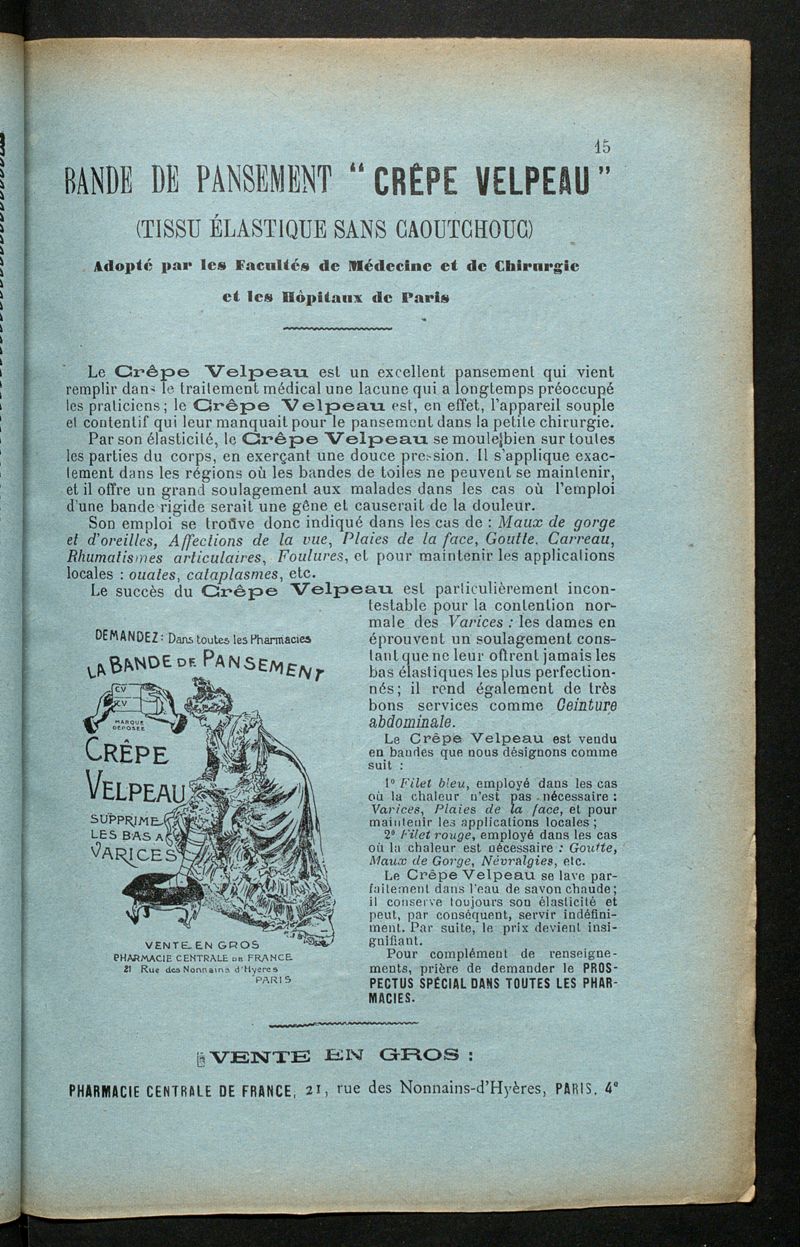 15
BANDE DE PANSEMENT "CRÊPE VELPEAU"
(TISSU ÉLASTIQUE SANS CAOUTCHOUC)
Adopté par les Facultés de Médecine et de Chirurgie
et les Hôpitaux de Paris
Le Crêpe Velpeau est un excellent pansement qui vient
remplir dans le traitement médical une lacune qui a longtemps préoccupé
les praticiens ; le Crêpe Velpeau est, en effet, l'appareil souple
et contentif qui leur manquait pour le pansement dans la petite chirurgie.
Par son élasticité, le Crêpe Velpeau se moule bien sur toutes
les parties du corps, en exerçant une douce pression. Il s'applique exac-
tement dans les régions où les bandes de toiles ne peuvent se maintenir,
et il offre un grand soulagement aux malades dans les cas où l'emploi
d'une bande rigide serait une gêne et causerait de la douleur.
Son emploi se trouve donc indiqué dans les cas de : Maux de gorge
et d'oreilles, Affections de la vue, Plaies de la face, Goutte, Carreau,
Rhumatismes articulaires, Foulures, et pour maintenir les applications
locales : ouates, cataplasmes, etc.
Le succès du Crêpe Velpeau est particulièrement incon-
testable pour la contention nor-
male des Varices : les dames en
éprouvent un soulagement cons-
tant que ne leur offrent jamais les
bas élastiques les plus perfection-
nés ; il rend également de très
bons services comme Ceinture
abdominale.
Le Crêpe Velpeau est vendu
en bandes que nous désignons comme
suit :
1° Filet bleu, employé dans les cas
où la chaleur n'est pas nécessaire :
Varices, Plaies de la face, et pour
maintenir les applications locales ;
2° Filet rouge, employé dans les cas
où la chaleur est nécessaire : Goutte,
Maux de Gorge, Névralgies, etc.
Le Crêpe Velpeau se lave par-
faitement dans l'eau de savon chaude ;
il conserve toujours son élasticité et
peut, par conséquent, servir indéfini-
ment. Par suite, le prix devient insi-
gnifiant.
Pour complément de renseigne-
ments, prière de demander le PROS-
PECTUS SPÉCIAL DANS TOUTES LES PHAR-
MACIES.
DEMANDEZ : Dans toutes les Pharmacies
LA BANDE DE PANSEMENT
C.V
C.V
MARQUE
DÉPOSÉE
CRÊPE
VELPEAU
SUPPRIME
LES BAS A
VARICES
VENTE EN GROS
PHARMACIE CENTRALE DE FRANCE
21 Rue des Nonnains d'Hyeres
PARIS
VENTE EN GROS :
PHARMACIE CENTRALE DE FRANCE, 21, rue des Nonnains-d'Hyères, PARIS. 4e